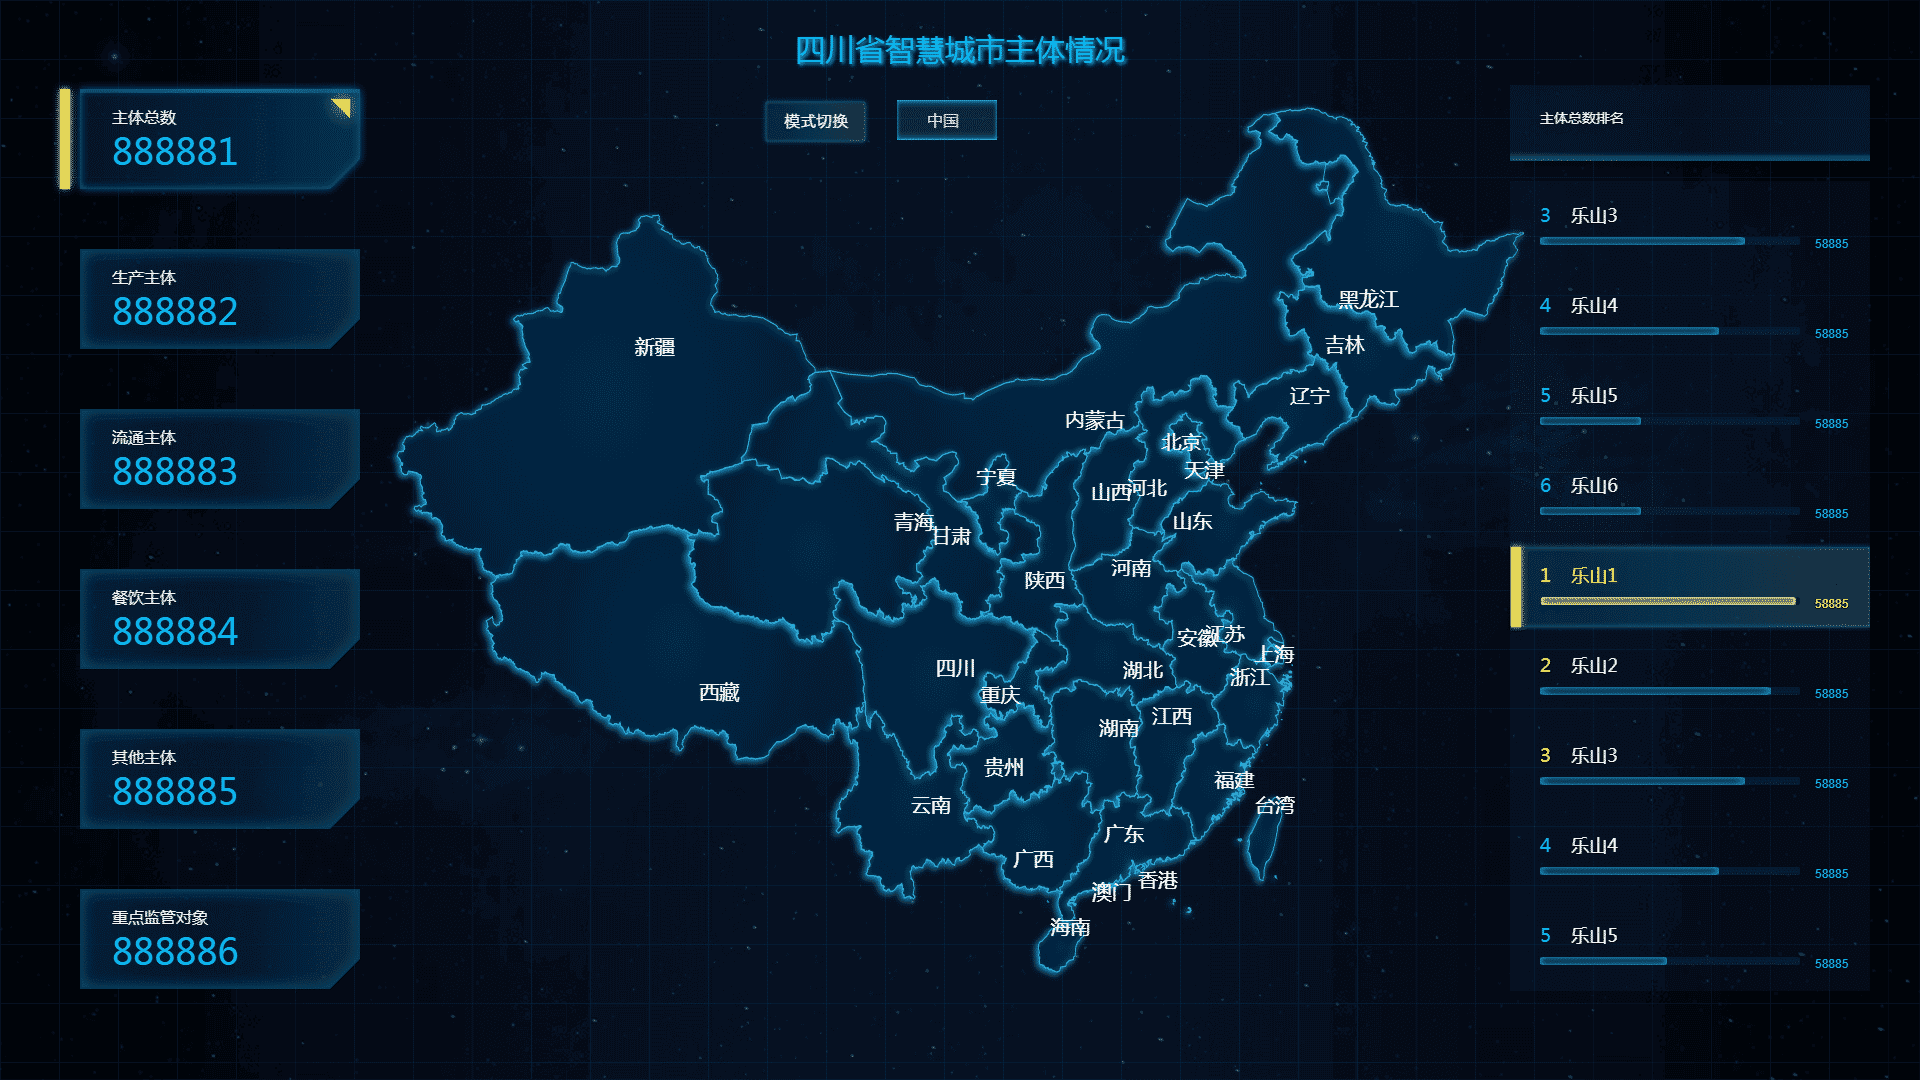 四川省智慧城市主体情况
模式切换
中国
主体总数
888881
生产主体
888882
流通主体
888883
餐饮主体
888884
其他主体
888885
重点监管对象
888886
黑龙江
吉林
新疆
辽宁
内蒙古
北京
天津
宁夏
山西
河北
青海
山东
甘肃
河南
陕西
安徽
江苏
上海
四川
湖北
浙江
西藏
重庆
江西
湖南
贵州
福建
云南
台湾
广东
广西
香港
澳门
海南
主体总数排名
3 乐山3
58885
4 乐山4
58885
5 乐山5
58885
6 乐山6
58885
1 乐山1
58885
2 乐山2
58885
3 乐山3
58885
4 乐山4
58885
5 乐山5
58885